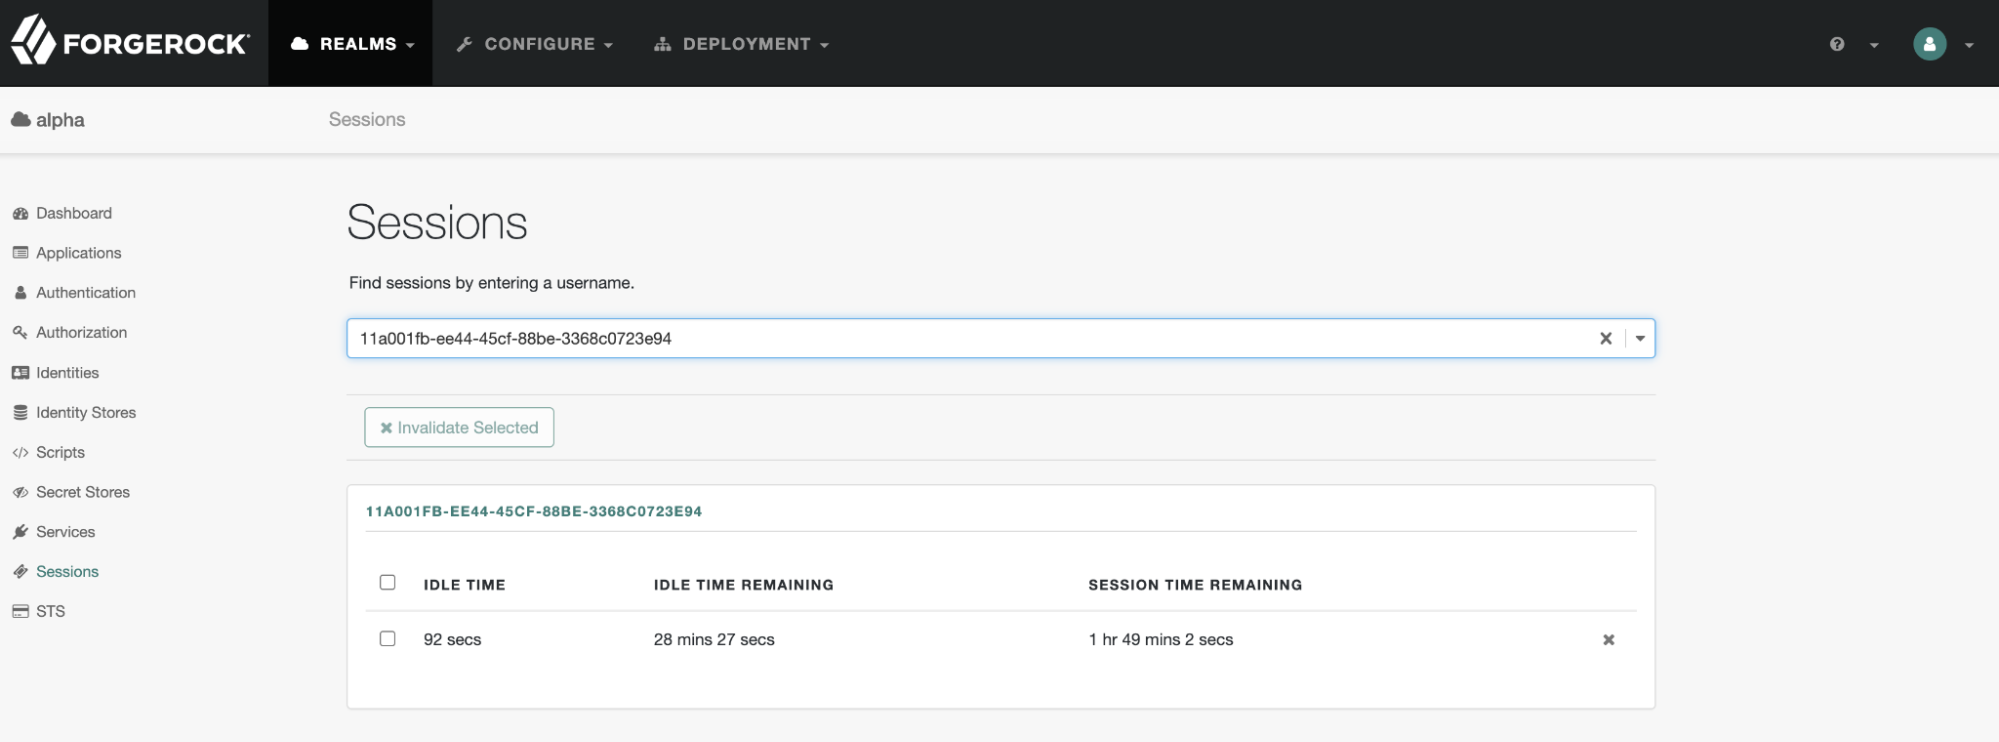 FORGEROCK
REALMS
CONFIGURE
DEPLOYMENT
alpha
Sessions
Dashboard
Applications
Authentication
Authorization
Identities
Identity Stores
Scripts
Secret Stores
Services
Sessions
STS
Sessions
Find sessions by entering a username.
11a001fb-ee44-45cf-88be-3368c0723e94
Invalidate Selected
11A001FB-EE44-45CF-88BE-3368C0723E94
IDLE TIME IDLE TIME REMAINING SESSION TIME REMAINING
92 secs 28 mins 27 secs 1 hr 49 mins 2 secs